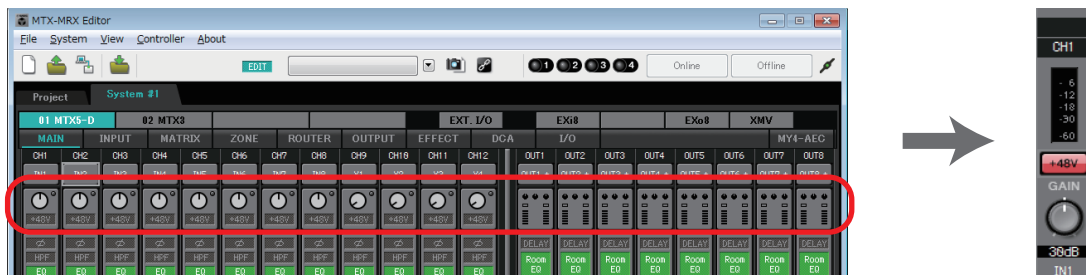 MTX-MRX Editor
File System View Controller About
EDIT 1 2 3 4 Online Offline
Project System #1
01 MTX5-D 02 MTX3 EXT. I/O EXi8 EXo8 XMV
MAIN INPUT MATRIX ZONE ROUTER OUTPUT EFFECT DCA I/O MY4-AEC
CH1 CH2 CH3 CH4 CH5 CH6 CH7 CH8 CH9 CH10 CH11 CH12 OUT1 OUT2 OUT3 OUT4 OUT5 OUT6 OUT7 OUT8
+48V +48V +48V +48V +48V +48V +48V +48V +48V +48V +48V +48V
Ø Ø Ø Ø Ø Ø Ø Ø Ø Ø Ø Ø DELAY DELAY DELAY DELAY DELAY DELAY DELAY DELAY
HPF HPF HPF HPF HPF HPF HPF HPF HPF HPF HPF HPF Room Room Room Room Room Room Room Room
EQ EQ EQ EQ EQ EQ EQ EQ EQ EQ EQ EQ EQ EQ EQ EQ EQ EQ EQ EQ
CH1
- 6
-12
-18
-30
-60
+48V
GAIN
30dB
IN1